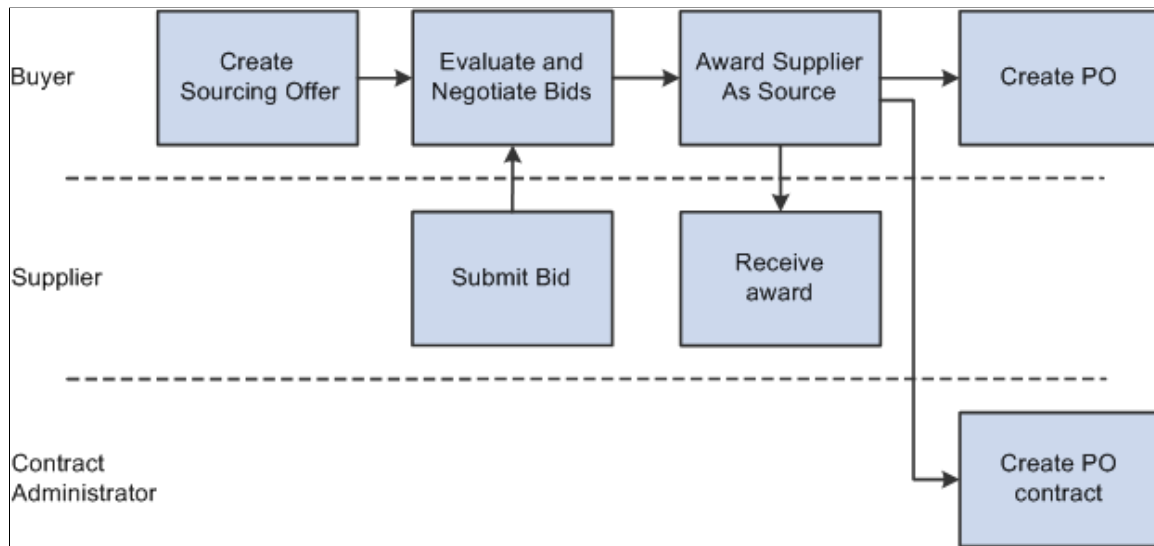 Buyer
Create
Sourcing Offer
Evaluate and
Negotiate Bids
Award Supplier
As Source
Create PO
Supplier
Submit Bid
Receive
award
Contract
Administrator
Create PO
contract